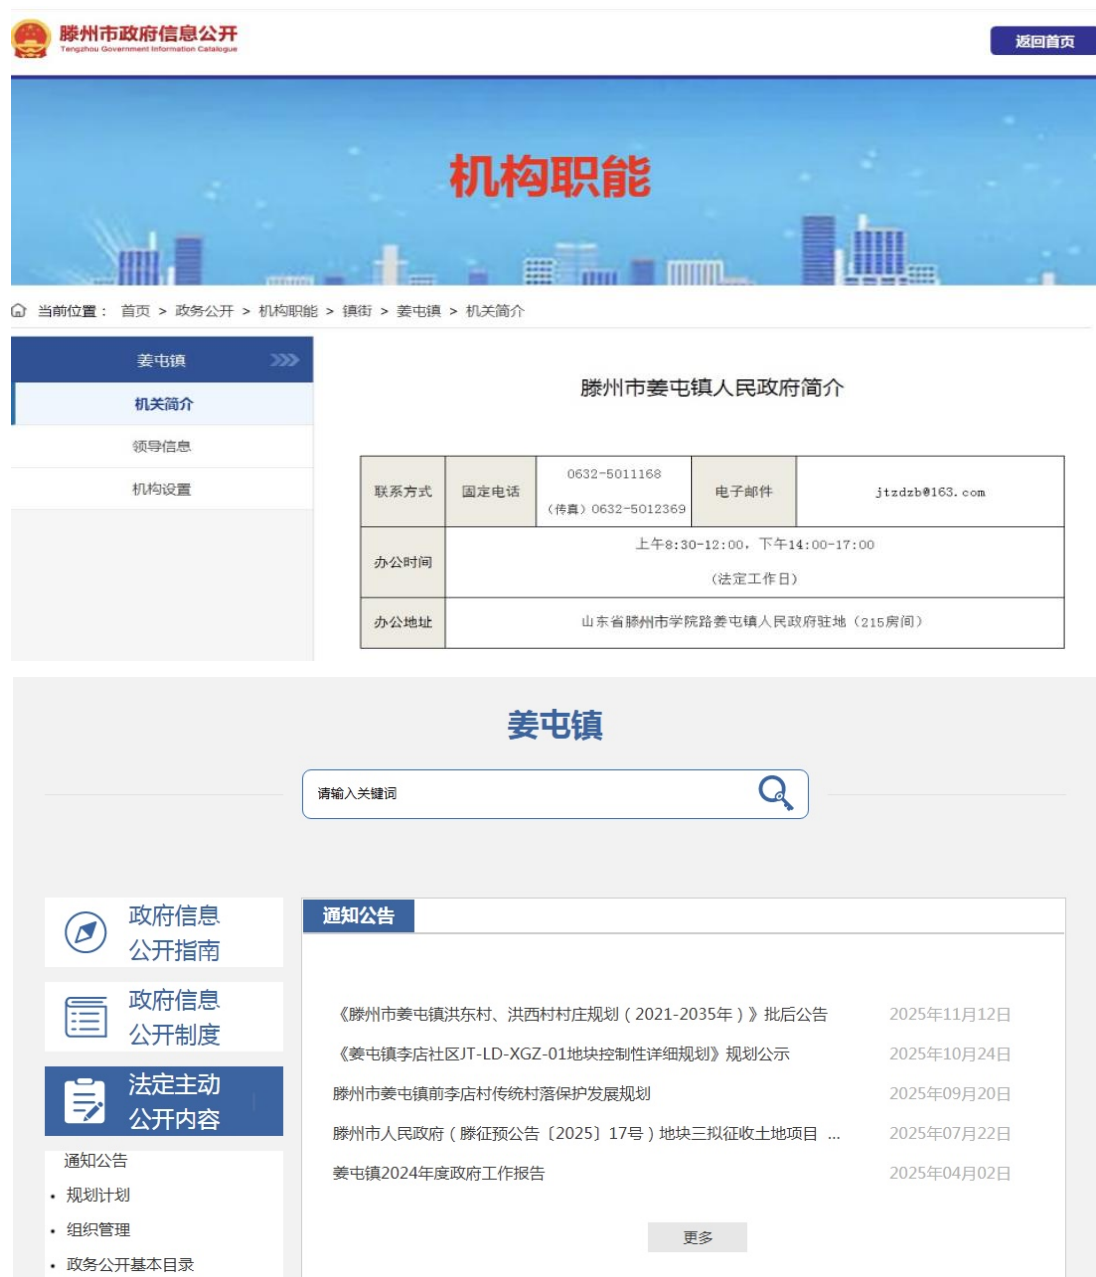 滕州市政府信息公开
Tengzhou Government Information Catalogue
返回首页
机构职能
当前位置： 首页 > 政务公开 > 机构职能 > 镇街 > 姜屯镇 > 机关简介
姜屯镇
机关简介
领导信息
机构设置
滕州市姜屯镇人民政府简介
联系方式 固定电话 0632-5011168 （传真）0632-5012369 电子邮件 jtzdzb@163.com
办公时间 上午8:30-12:00，下午14:00-17:00
（法定工作日）
办公地址 山东省滕州市学院路姜屯镇人民政府驻地（215房间）
姜屯镇
请输入关键词
政府信息
公开指南
政府信息
公开制度
法定主动
公开内容
通知公告
• 规划计划
• 组织管理
• 政务公开基本目录
通知公告
《滕州市姜屯镇洪东村、洪西村村庄规划（2021-2035年）》批后公告 2025年11月12日
《姜屯镇李店社区JT-LD-XGZ-01地块控制性详细规划》规划公示 2025年10月24日
滕州市姜屯镇前李店村传统村落保护发展规划 2025年09月20日
滕州市人民政府（滕征预公告〔2025〕17号）地块三拟征收土地项目 ... 2025年07月22日
姜屯镇2024年度政府工作报告 2025年04月02日
更多